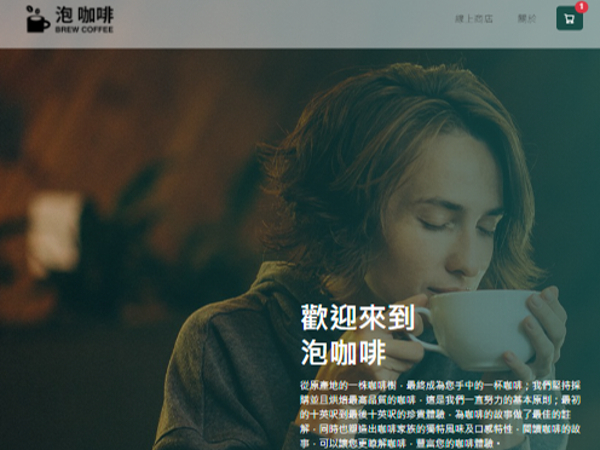 泡咖啡
BREW COFFEE
線上商店
關於
1
歡迎來到
泡咖啡
從原產地的一株咖啡樹，最終成為您手中的一杯咖啡；我們堅持採
購並且烘焙最高品質的咖啡，這是我們一直努力的基本原則；最初
的十英呎到最後十英呎的珍貴體驗，為咖啡的故事做了最佳的註
解，同時也塑造出咖啡家族的獨特風味及口感特性，閱讀咖啡的故
事，可以讓您更瞭解咖啡，豐富您的咖啡體驗。